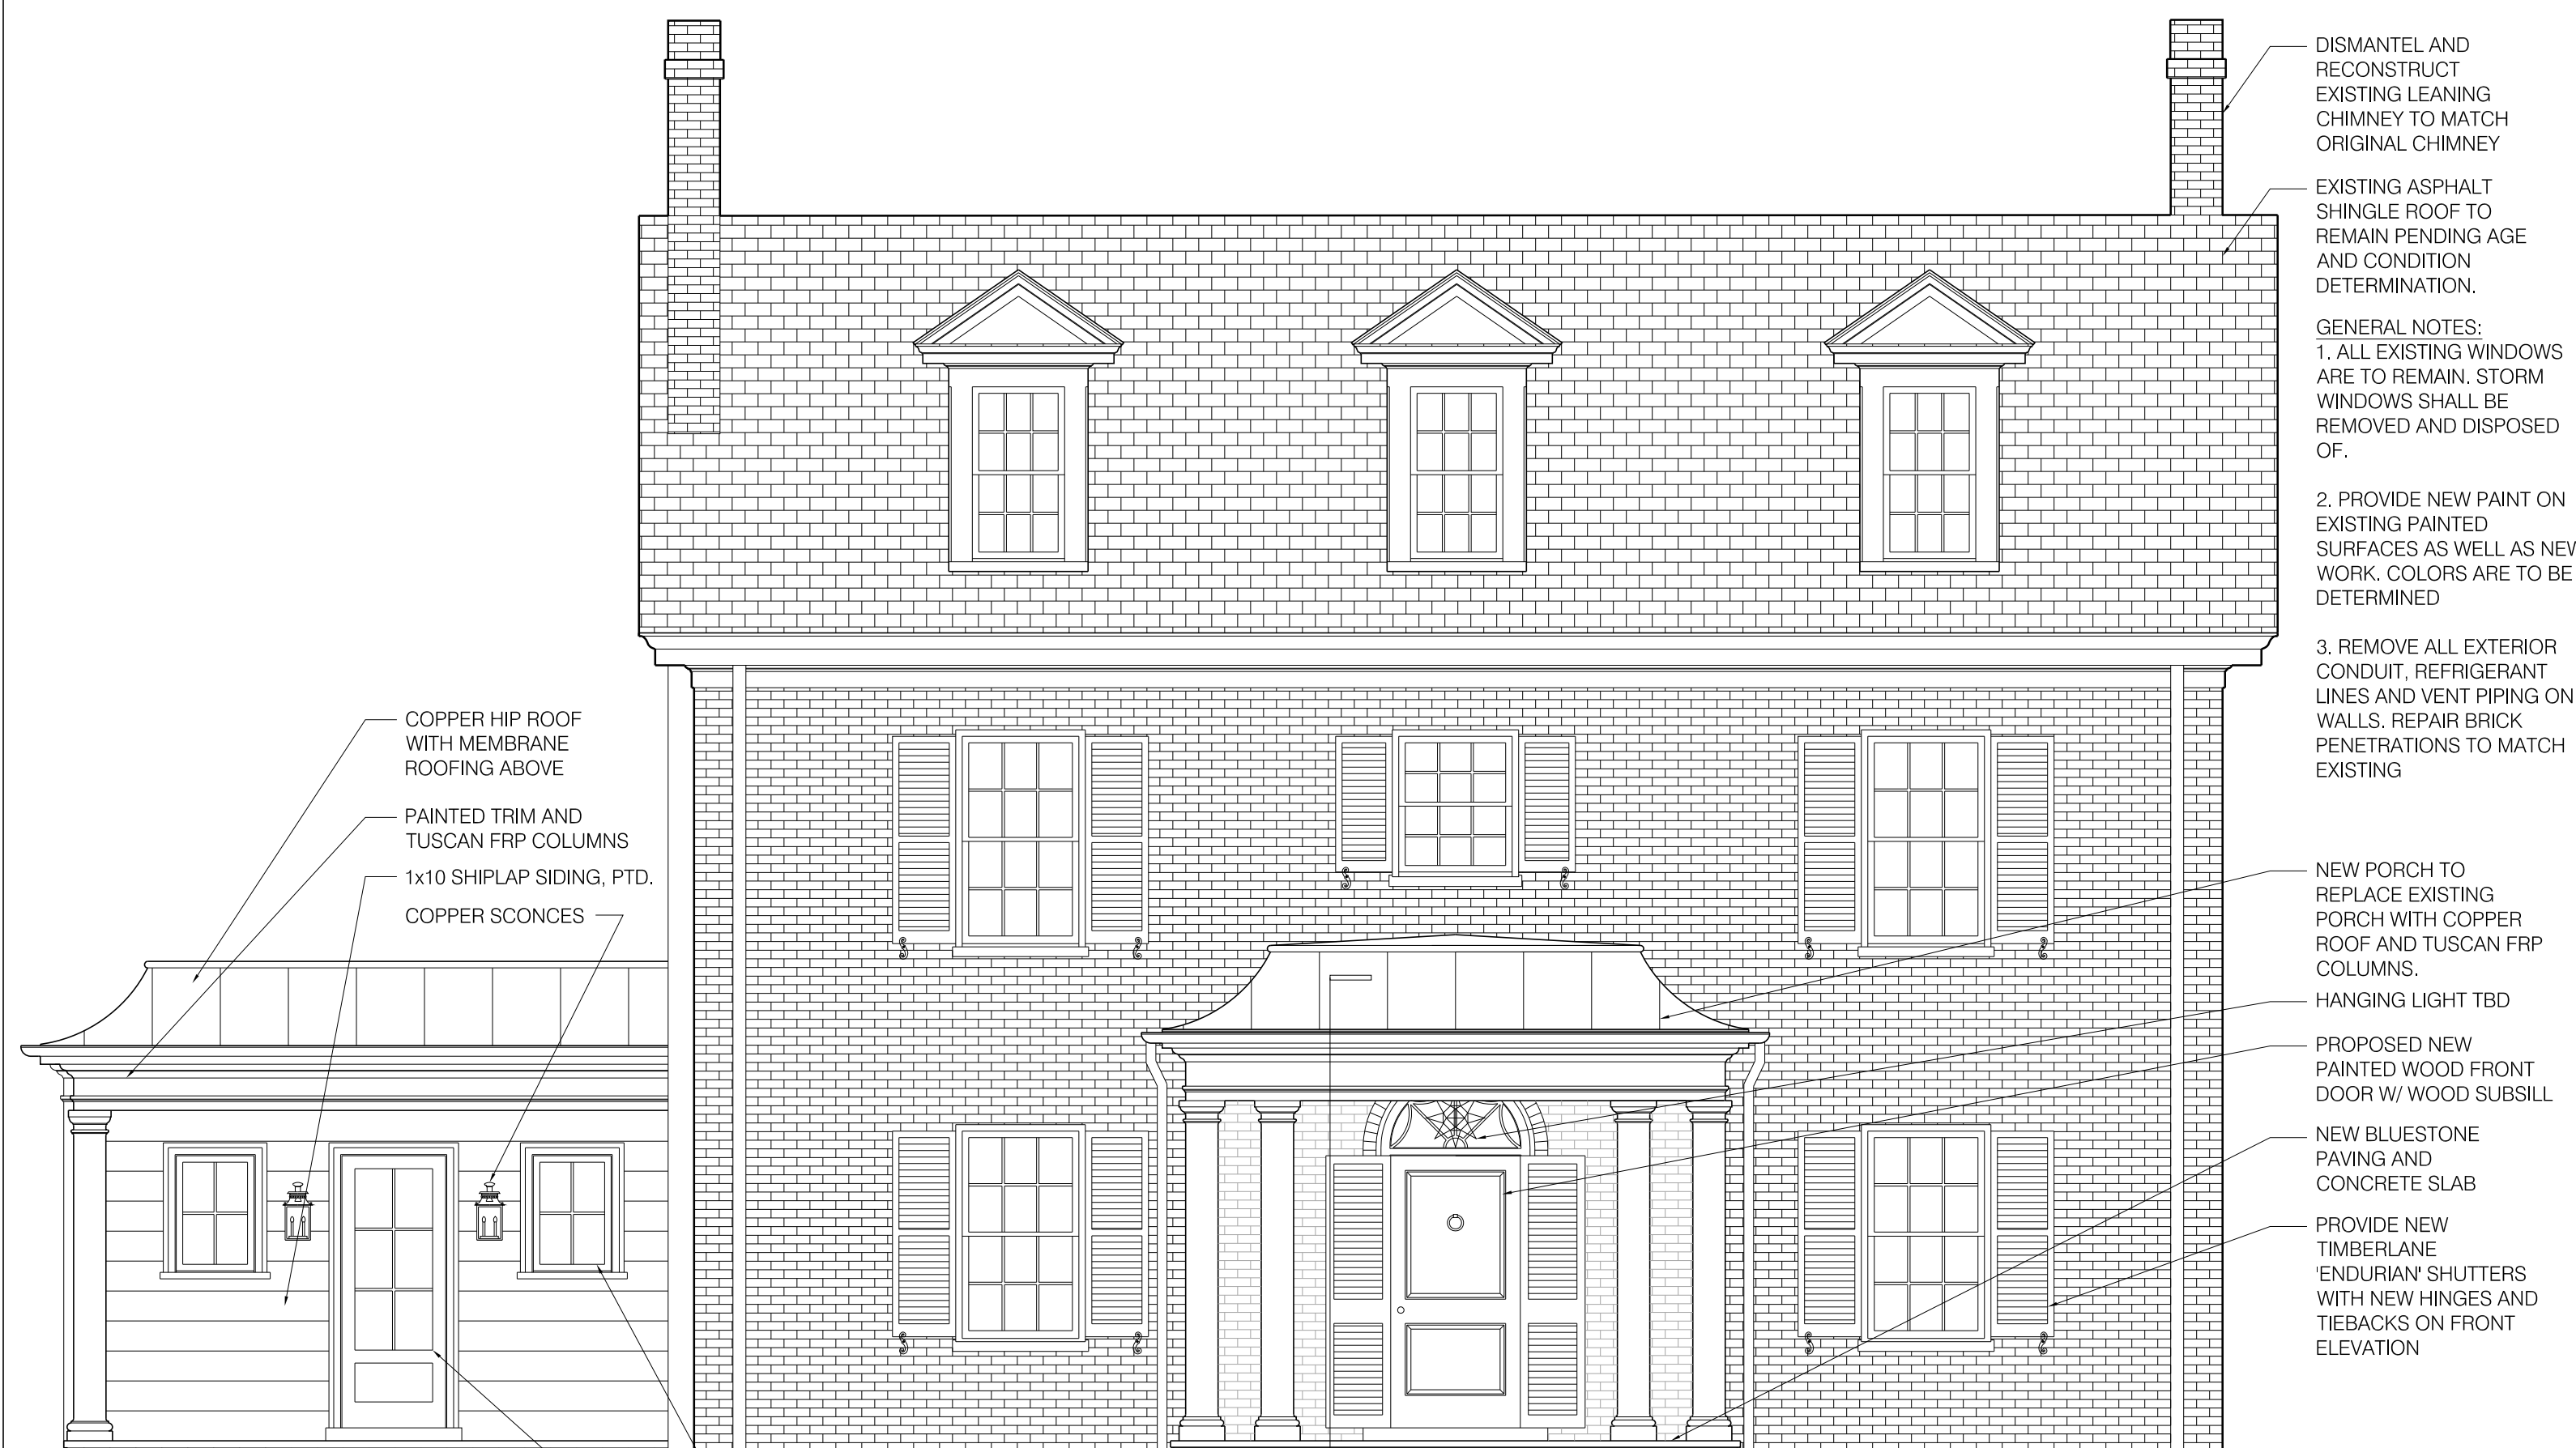 DISMANTEL AND
RECONSTRUCT
EXISTING LEANING
CHIMNEY TO MATCH
ORIGINAL CHIMNEY
EXISTING ASPHALT
SHINGLE ROOF TO
REMAIN PENDING AGE
AND CONDITION
DETERMINATION.
GENERAL NOTES:
1. ALL EXISTING WINDOWS
ARE TO REMAIN. STORM
WINDOWS SHALL BE
REMOVED AND DISPOSED
OF.
2. PROVIDE NEW PAINT ON
EXISTING PAINTED
SURFACES AS WELL AS NEW
WORK. COLORS ARE TO BE
DETERMINED
3. REMOVE ALL EXTERIOR
CONDUIT, REFRIGERANT
LINES AND VENT PIPING ON
WALLS. REPAIR BRICK
PENETRATIONS TO MATCH
EXISTING
COPPER HIP ROOF
WITH MEMBRANE
ROOFING ABOVE
PAINTED TRIM AND
TUSCAN FRP COLUMNS
1x10 SHIPLAP SIDING, PTD.
COPPER SCONCES
NEW PORCH TO
REPLACE EXISTING
PORCH WITH COPPER
ROOF AND TUSCAN FRP
COLUMNS.
HANGING LIGHT TBD
PROPOSED NEW
PAINTED WOOD FRONT
DOOR W/ WOOD SUBSILL
NEW BLUESTONE
PAVING AND
CONCRETE SLAB
PROVIDE NEW
TIMBERLANE
'ENDURIAN' SHUTTERS
WITH NEW HINGES AND
TIEBACKS ON FRONT
ELEVATION